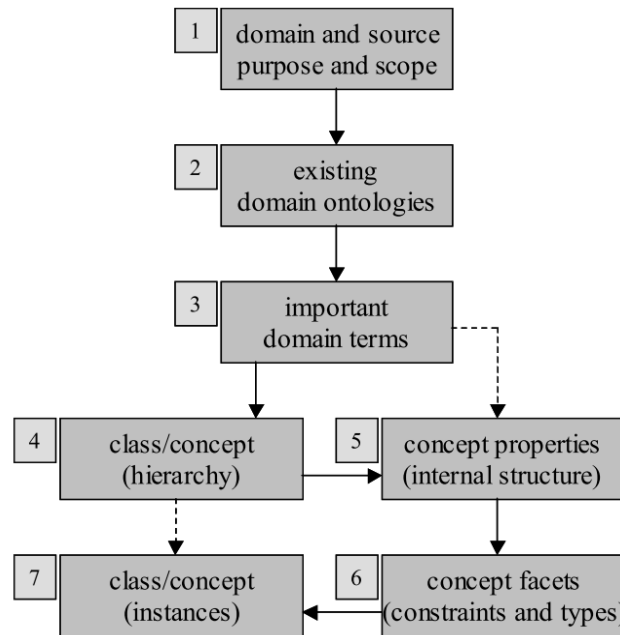 1
domain and source
purpose and scope
2
existing
domain ontologies
3
important
domain terms
4
class/concept
(hierarchy)
5
concept properties
(internal structure)
7
class/concept
(instances)
6
concept facets
(constraints and types)